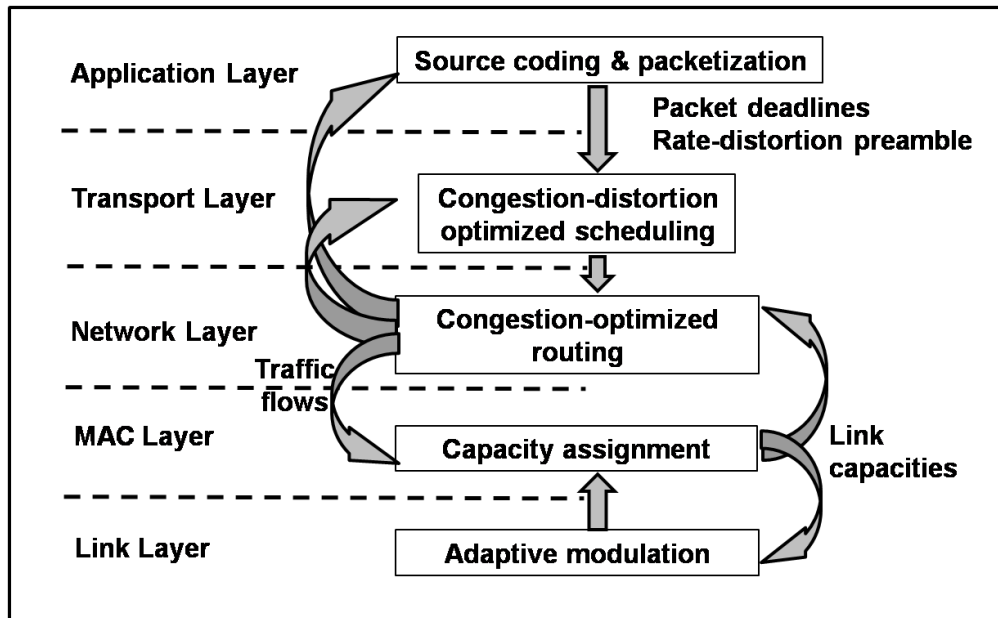 Application Layer
Source coding & packetization
Packet deadlines
Rate-distortion preamble
Transport Layer
Congestion-distortion
optimized scheduling
Network Layer
Congestion-optimized
routing
Traffic
flows
MAC Layer
Capacity assignment
Link
capacities
Link Layer
Adaptive modulation